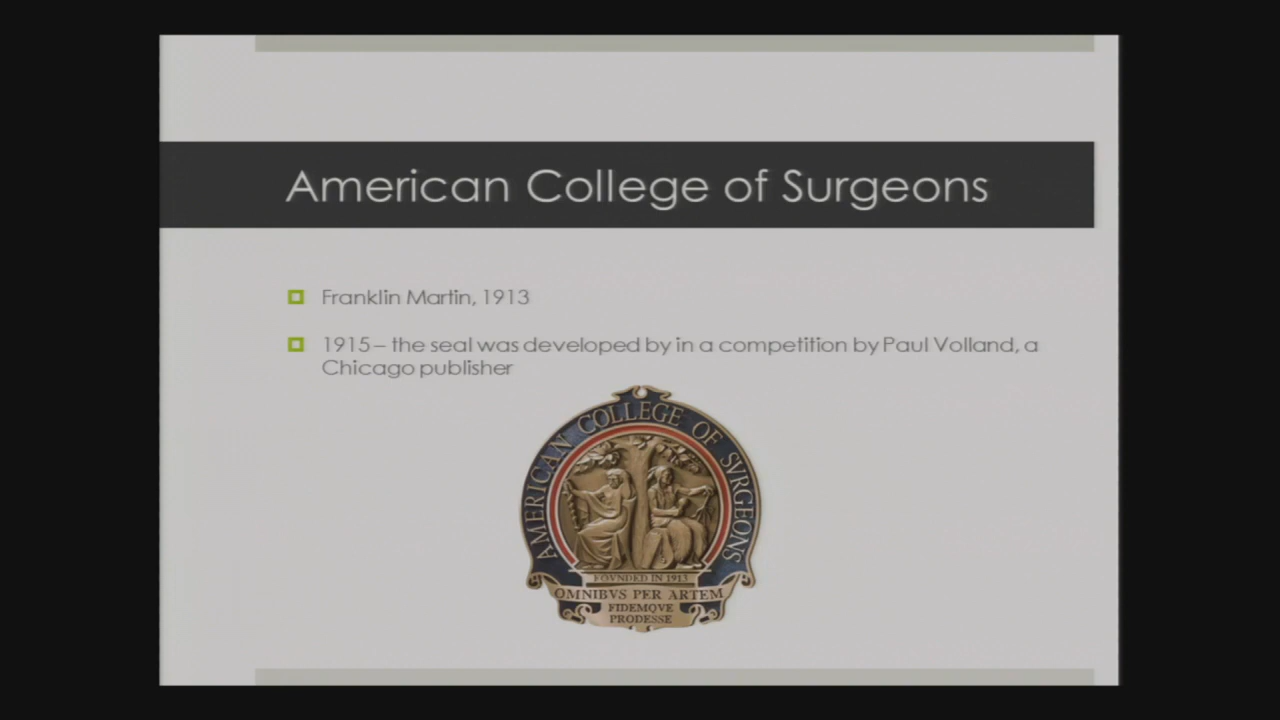 American College of Surgeons
Franklin Martin, 1913
1915 – the seal was developed by in a competition by Paul Volland, a
Chicago publisher
AMERICAN COLLEGE OF SVRGEONS
FOVNDED IN 1913
OMNIBVS PER ARTEM
FIDEMQVE
PRODESSE